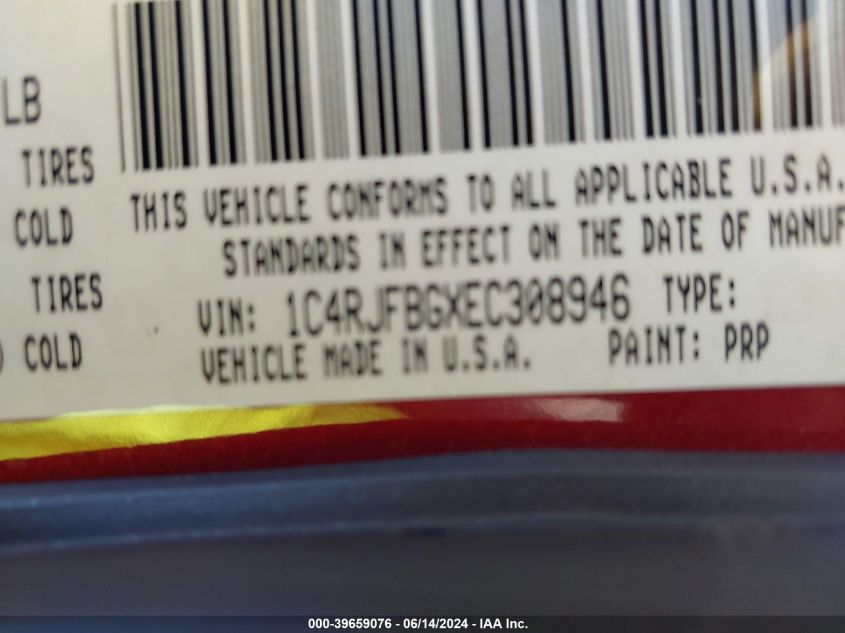 LB
TIRES
COLD
TIRES
COLD
THIS VEHICLE CONFORMS TO ALL APPLICABLE U.S.A.
STANDARDS IN EFFECT ON THE DATE OF MANUF
VIN: 1C4RJFBGXEC308946 TYPE:
VEHICLE MADE IN U.S.A. PAINT: PRP
000-39659076 - 06/14/2024 - IAA Inc.